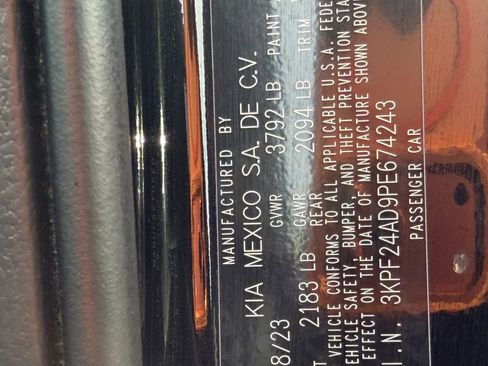 MANUFACTURED BY
KIA MEXICO S.A. DE C.V.
8/23 GVWR 3792 LB PAINT
2183 LB GAWR REAR 2094 LB TRIM
VEHICLE CONFORMS TO ALL APPLICABLE U.S.A. FEDE
EHICLE SAFETY, BUMPER, AND THEFT PREVENTION STA
EFFECT ON THE DATE OF MANUFACTURE SHOWN ABOV
I.N. 3KPF24AD9PE674243
PASSENGER CAR